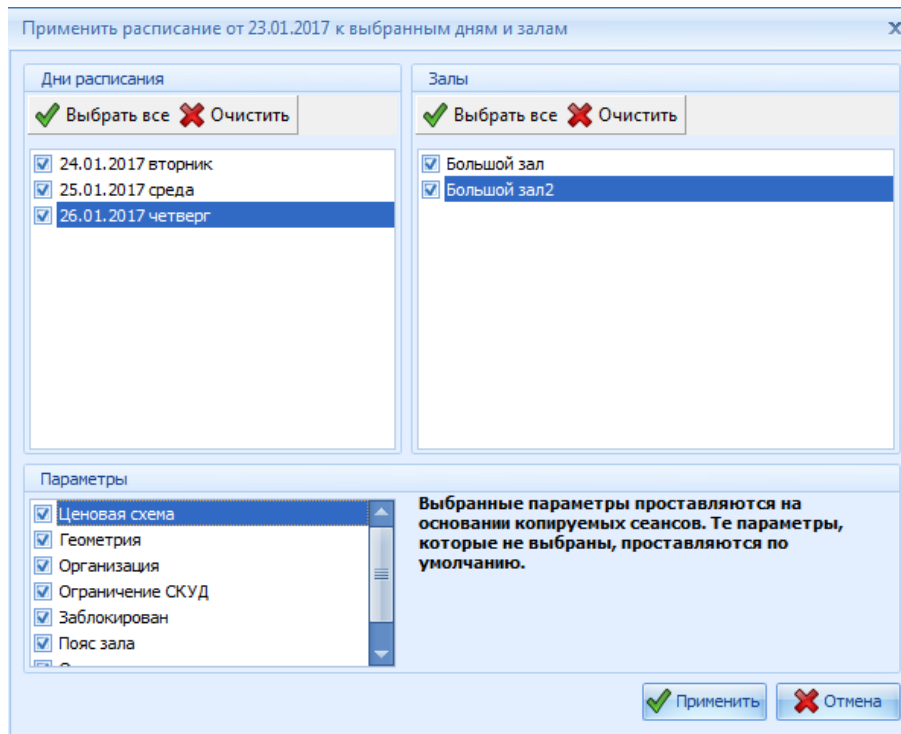 Применить расписание от 23.01.2017 к выбранным дням и залам
Дни расписания
Выбрать все Очистить
24.01.2017 вторник
25.01.2017 среда
26.01.2017 четверг
Залы
Выбрать все Очистить
Большой зал
Большой зал2
Параметры
Ценовая схема
Геометрия
Организация
Ограничение СКУД
Заблокирован
Пояс зала
Выбранные параметры проставляются на
основании копируемых сеансов. Те параметры,
которые не выбраны, проставляются по
умолчанию.
Применить Отмена